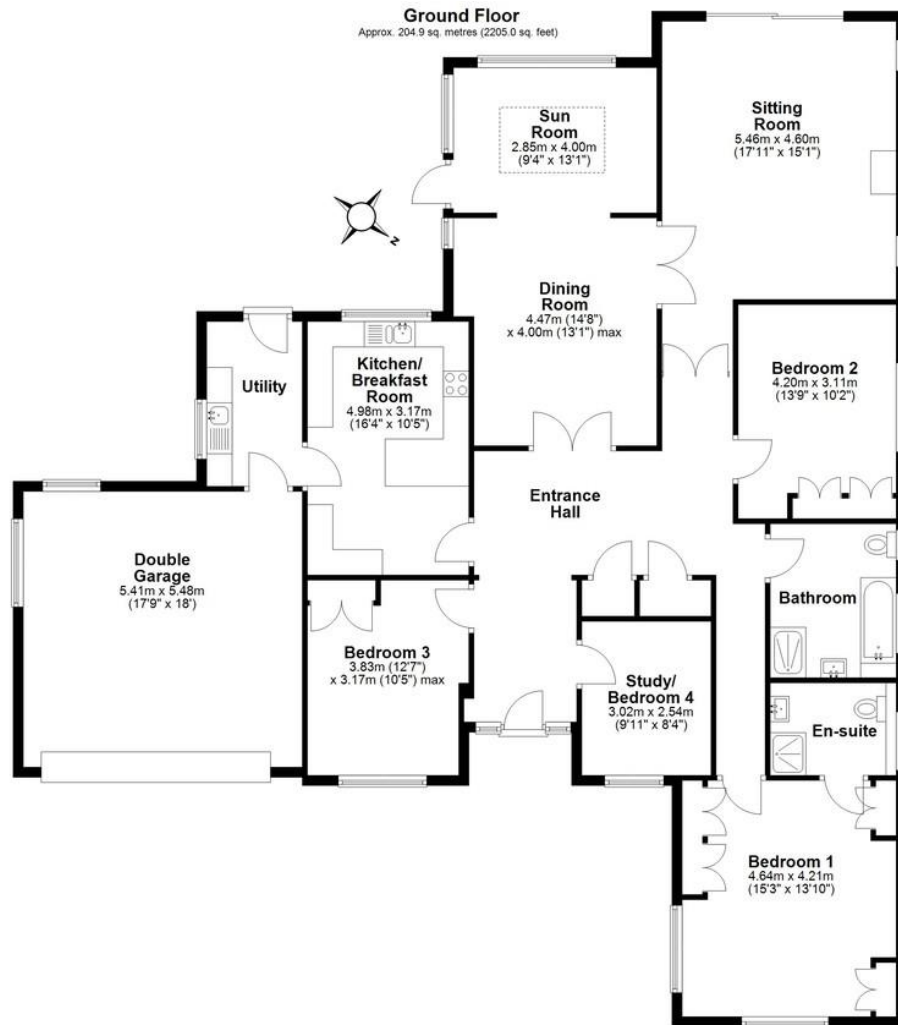 Ground Floor
Approx. 204.9 sq. metres (2205.0 sq. feet)
Sun
Room
2.85m x 4.00m
(9'4" x 13'1")
Sitting
Room
5.46m x 4.60m
(17'11" x 15'1")
N
Dining
Room
4.47m (14'8")
x 4.00m (13'1") max
Utility
Kitchen/
Breakfast
Room
4.98m x 3.17m
(16'4" x 10'5")
Bedroom 2
4.20m x 3.11m
(13'9" x 10'2")
Entrance
Hall
Double
Garage
5.41m x 5.48m
(17'9" x 18')
Bathroom
Bedroom 3
3.83m (12'7")
x 3.17m (10'5") max
Study/
Bedroom 4
3.02m x 2.54m
(9'11" x 8'4")
En-suite
Bedroom 1
4.64m x 4.21m
(15'3" x 13'10")